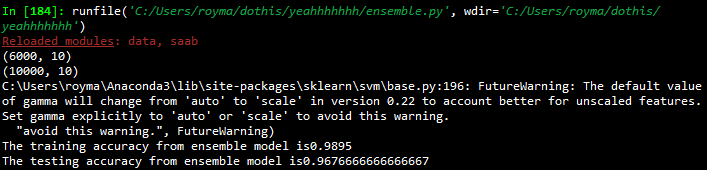 In [184]: runfile('C:/Users/royma/dothis/yeahhhhhhh/ensemble.py', wdir='C:/Users/royma/dothis/
yeahhhhhhh')
Reloaded modules: data, saab
(6000, 10)
(10000, 10)
C:\Users\royma\Anaconda3\lib\site-packages\sklearn\svm\base.py:196: FutureWarning: The default value
of gamma will change from 'auto' to 'scale' in version 0.22 to account better for unscaled features.
Set gamma explicitly to 'auto' or 'scale' to avoid this warning.
"avoid this warning.", FutureWarning)
The training accuracy from ensemble model is0.9895
The testing accuracy from ensemble model is0.9676666666666667